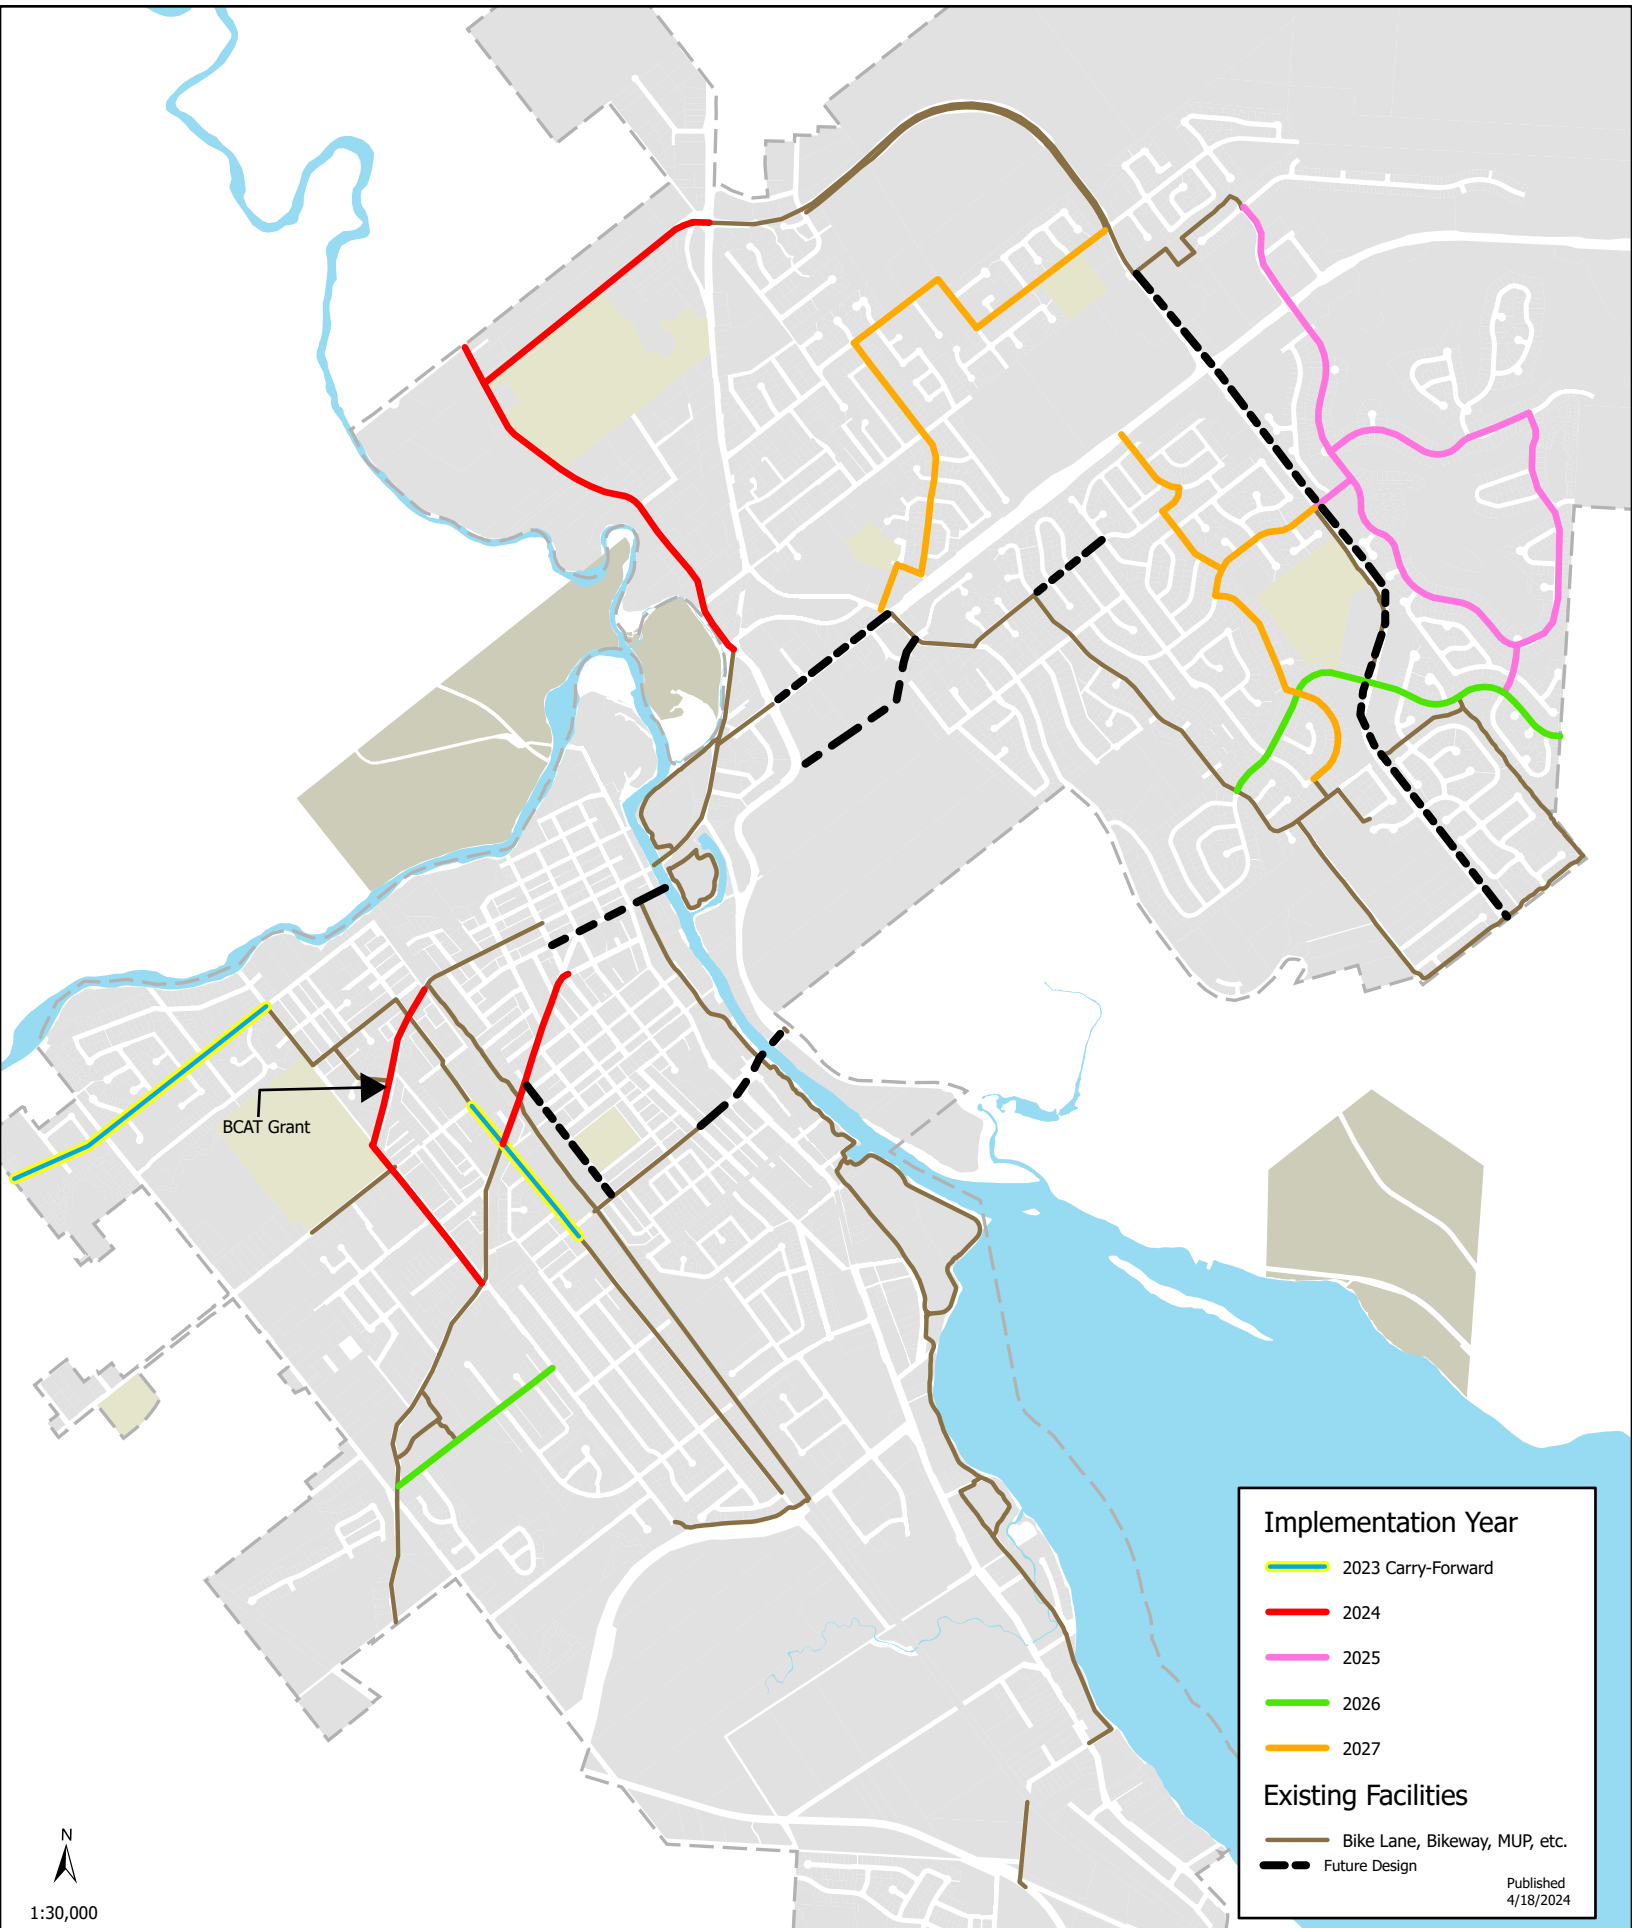 BCAT Grant
Implementation Year
2023 Carry-Forward
2024
2025
2026
2027
Existing Facilities
Bike Lane, Bikeway, MUP, etc.
Future Design
Published
4/18/2024
N
1:30,000